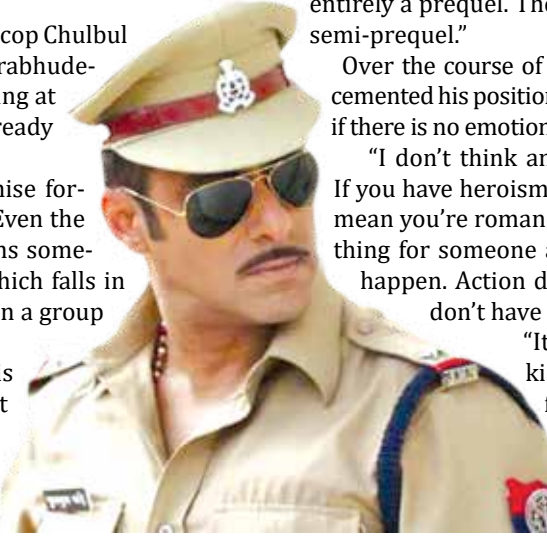 cop Chulbul
rabhude-
ng at
ready
nise for-
Even the
ns some-
hich falls in
n a group
is
t
entirely a prequel. The
semi-prequel.”
Over the course of
cemented his position
if there is no emotion
“I don’t think an
If you have heroism
mean you’re roman
thing for someone a
happen. Action d
don’t have
“It
ki
f